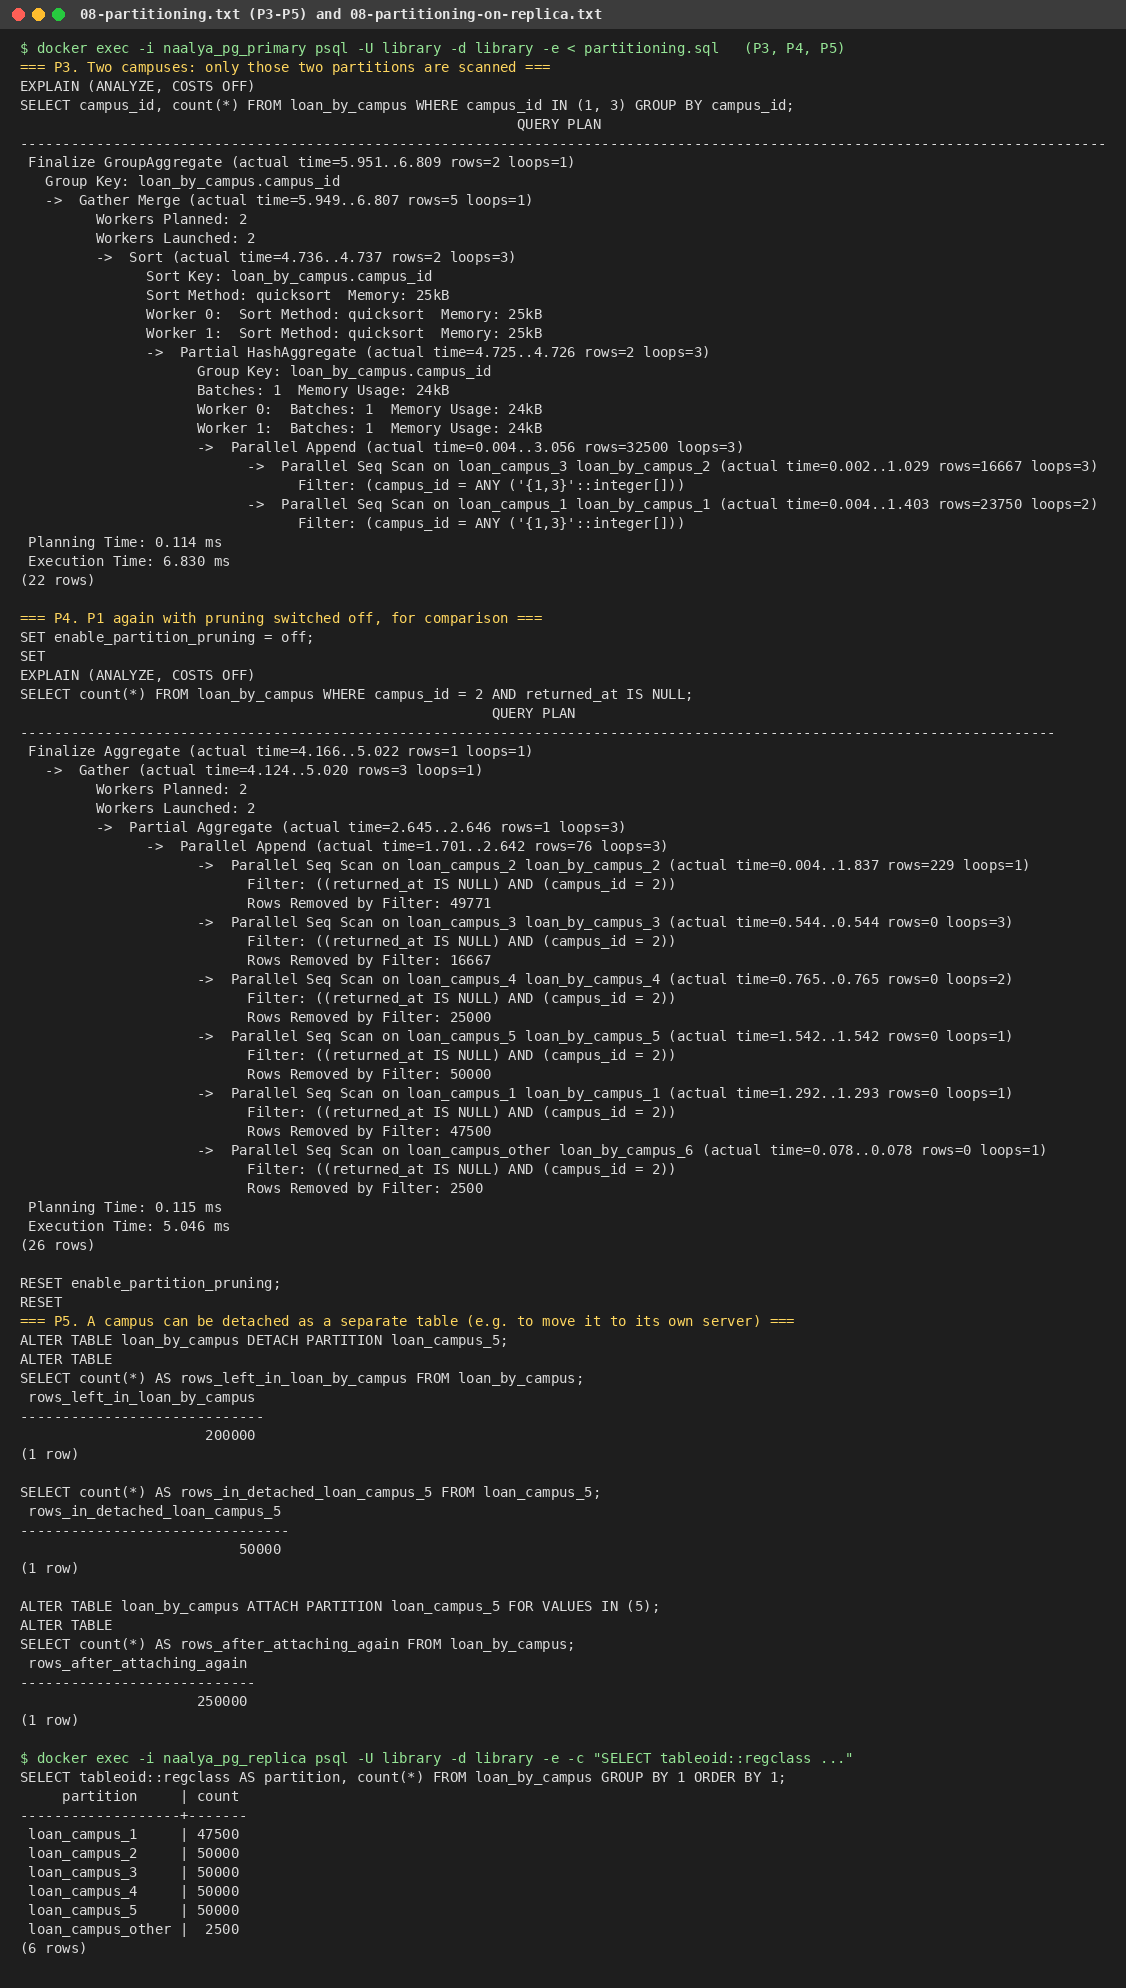 08-partitioning.txt (P3-P5) and 08-partitioning-on-replica.txt
$ docker exec -i naalya_pg_primary psql -U library -d library -e < partitioning.sql   (P3, P4, P5)
=== P3. Two campuses: only those two partitions are scanned ===
EXPLAIN (ANALYZE, COSTS OFF)
SELECT campus_id, count(*) FROM loan_by_campus WHERE campus_id IN (1, 3) GROUP BY campus_id;
                                                           QUERY PLAN
---------------------------------------------------------------------------------------------------------------------------------
 Finalize GroupAggregate (actual time=5.951..6.809 rows=2 loops=1)
   Group Key: loan_by_campus.campus_id
   ->  Gather Merge (actual time=5.949..6.807 rows=5 loops=1)
         Workers Planned: 2
         Workers Launched: 2
         ->  Sort (actual time=4.736..4.737 rows=2 loops=3)
               Sort Key: loan_by_campus.campus_id
               Sort Method: quicksort  Memory: 25kB
               Worker 0:  Sort Method: quicksort  Memory: 25kB
               Worker 1:  Sort Method: quicksort  Memory: 25kB
               ->  Partial HashAggregate (actual time=4.725..4.726 rows=2 loops=3)
                     Group Key: loan_by_campus.campus_id
                     Batches: 1  Memory Usage: 24kB
                     Worker 0:  Batches: 1  Memory Usage: 24kB
                     Worker 1:  Batches: 1  Memory Usage: 24kB
                     ->  Parallel Append (actual time=0.004..3.056 rows=32500 loops=3)
                           ->  Parallel Seq Scan on loan_campus_3 loan_by_campus_2 (actual time=0.002..1.029 rows=16667 loops=3)
                                 Filter: (campus_id = ANY ('{1,3}'::integer[]))
                           ->  Parallel Seq Scan on loan_campus_1 loan_by_campus_1 (actual time=0.004..1.403 rows=23750 loops=2)
                                 Filter: (campus_id = ANY ('{1,3}'::integer[]))
 Planning Time: 0.114 ms
 Execution Time: 6.830 ms
(22 rows)

=== P4. P1 again with pruning switched off, for comparison ===
SET enable_partition_pruning = off;
SET
EXPLAIN (ANALYZE, COSTS OFF)
SELECT count(*) FROM loan_by_campus WHERE campus_id = 2 AND returned_at IS NULL;
                                                        QUERY PLAN
---------------------------------------------------------------------------------------------------------------------------
 Finalize Aggregate (actual time=4.166..5.022 rows=1 loops=1)
   ->  Gather (actual time=4.124..5.020 rows=3 loops=1)
         Workers Planned: 2
         Workers Launched: 2
         ->  Partial Aggregate (actual time=2.645..2.646 rows=1 loops=3)
               ->  Parallel Append (actual time=1.701..2.642 rows=76 loops=3)
                     ->  Parallel Seq Scan on loan_campus_2 loan_by_campus_2 (actual time=0.004..1.837 rows=229 loops=1)
                           Filter: ((returned_at IS NULL) AND (campus_id = 2))
                           Rows Removed by Filter: 49771
                     ->  Parallel Seq Scan on loan_campus_3 loan_by_campus_3 (actual time=0.544..0.544 rows=0 loops=3)
                           Filter: ((returned_at IS NULL) AND (campus_id = 2))
                           Rows Removed by Filter: 16667
                     ->  Parallel Seq Scan on loan_campus_4 loan_by_campus_4 (actual time=0.765..0.765 rows=0 loops=2)
                           Filter: ((returned_at IS NULL) AND (campus_id = 2))
                           Rows Removed by Filter: 25000
                     ->  Parallel Seq Scan on loan_campus_5 loan_by_campus_5 (actual time=1.542..1.542 rows=0 loops=1)
                           Filter: ((returned_at IS NULL) AND (campus_id = 2))
                           Rows Removed by Filter: 50000
                     ->  Parallel Seq Scan on loan_campus_1 loan_by_campus_1 (actual time=1.292..1.293 rows=0 loops=1)
                           Filter: ((returned_at IS NULL) AND (campus_id = 2))
                           Rows Removed by Filter: 47500
                     ->  Parallel Seq Scan on loan_campus_other loan_by_campus_6 (actual time=0.078..0.078 rows=0 loops=1)
                           Filter: ((returned_at IS NULL) AND (campus_id = 2))
                           Rows Removed by Filter: 2500
 Planning Time: 0.115 ms
 Execution Time: 5.046 ms
(26 rows)

RESET enable_partition_pruning;
RESET
=== P5. A campus can be detached as a separate table (e.g. to move it to its own server) ===
ALTER TABLE loan_by_campus DETACH PARTITION loan_campus_5;
ALTER TABLE
SELECT count(*) AS rows_left_in_loan_by_campus FROM loan_by_campus;
 rows_left_in_loan_by_campus
-----------------------------
                      200000
(1 row)

SELECT count(*) AS rows_in_detached_loan_campus_5 FROM loan_campus_5;
 rows_in_detached_loan_campus_5
--------------------------------
                          50000
(1 row)

ALTER TABLE loan_by_campus ATTACH PARTITION loan_campus_5 FOR VALUES IN (5);
ALTER TABLE
SELECT count(*) AS rows_after_attaching_again FROM loan_by_campus;
 rows_after_attaching_again
----------------------------
                     250000
(1 row)

$ docker exec -i naalya_pg_replica psql -U library -d library -e -c "SELECT tableoid::regclass ..."
SELECT tableoid::regclass AS partition, count(*) FROM loan_by_campus GROUP BY 1 ORDER BY 1;
     partition     | count
-------------------+-------
 loan_campus_1     | 47500
 loan_campus_2     | 50000
 loan_campus_3     | 50000
 loan_campus_4     | 50000
 loan_campus_5     | 50000
 loan_campus_other |  2500
(6 rows)